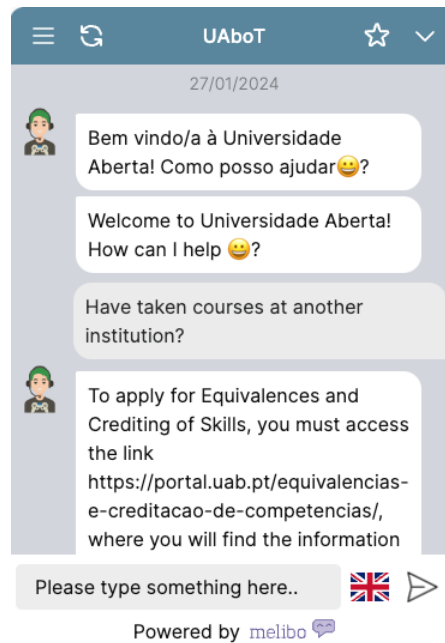 UAboT
27/01/2024
Bem vindo/a à Universidade
Aberta! Como posso ajudar😀?
Welcome to Universidade Aberta!
How can I help 😀?
Have taken courses at another
institution?
To apply for Equivalences and
Crediting of Skills, you must access
the link
https://portal.uab.pt/equivalencias-
e-creditacao-de-competencias/,
where you will find the information
Please type something here..
Powered by melibo